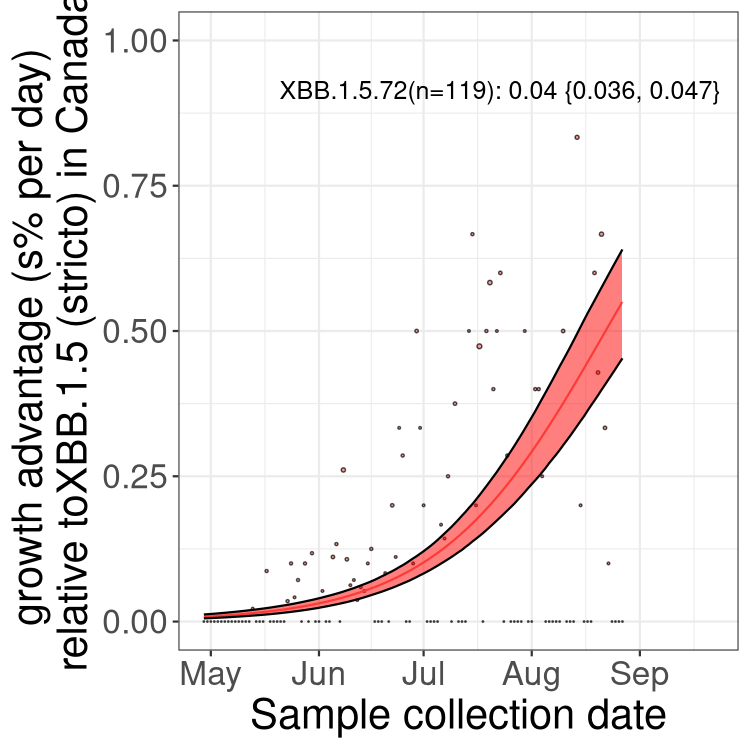 growth advantage (s% per day)
relative toXBB.1.5 (stricto) in Canada
1.00
0.75
0.50
0.25
0.00
XBB.1.5.72(n=119): 0.04 {0.036, 0.047}
May Jun Jul Aug Sep
Sample collection date